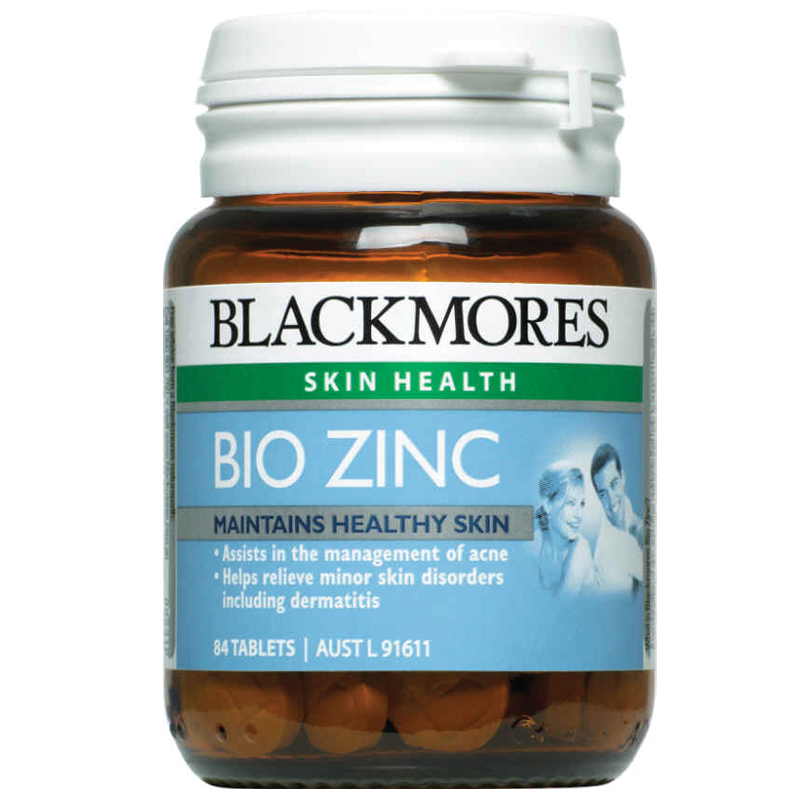 BLACKMORES
SKIN HEALTH
BIO ZINC
MAINTAINS HEALTHY SKIN
• Assists in the management of acne
• Helps relieve minor skin disorders
including dermatitis
84 TABLETS | AUST L 91611